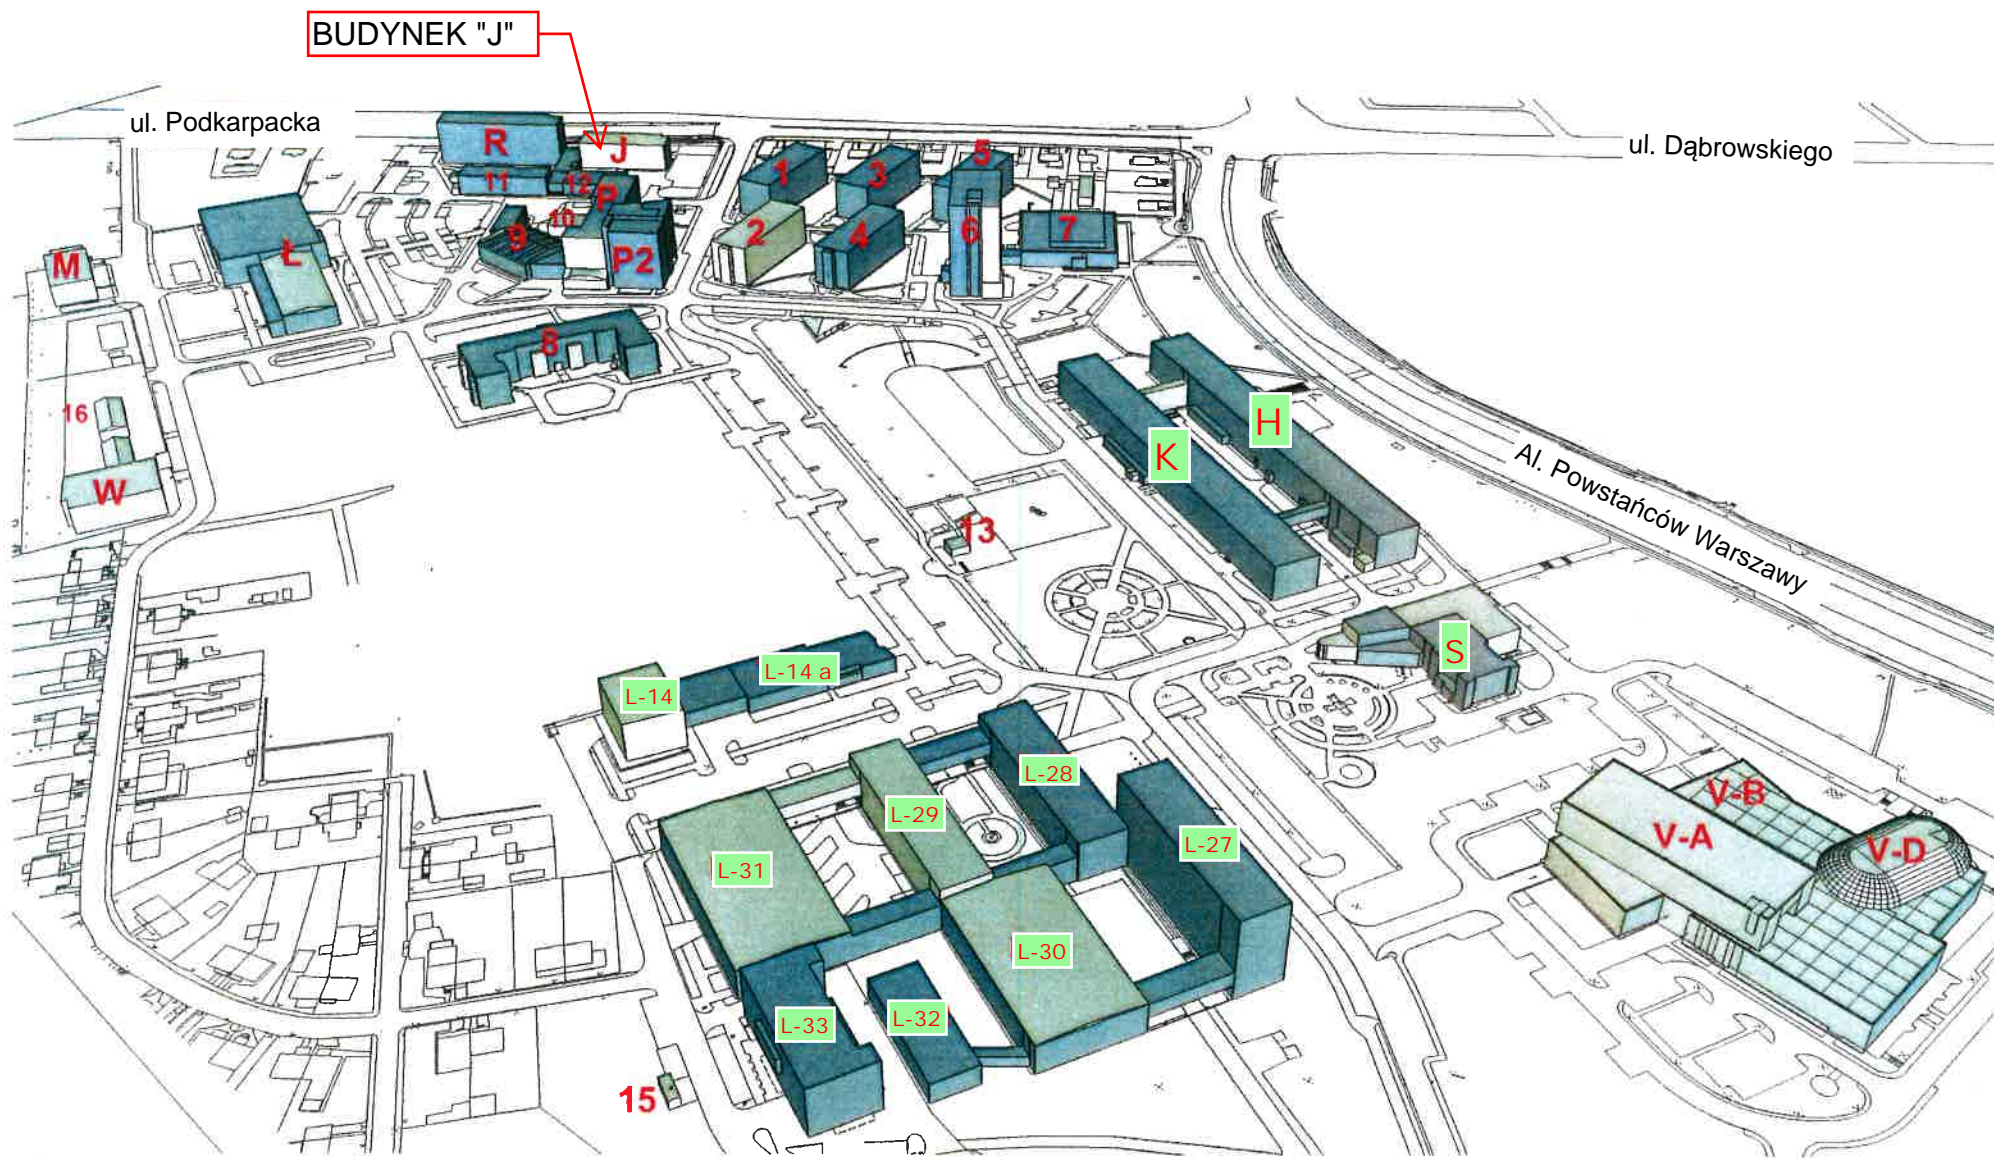 BUDYNEK "J"
ul. Podkarpacka
ul. Dąbrowskiego
R
J
11
12
P
10
9
P2
1
3
5
2
4
6
7
M
Ł
8
16
W
H
K
Al. Powstańców Warszawy
13
S
L-14
L-14 a
L-28
L-29
L-27
L-31
L-30
L-33
L-32
15
V-B
V-A
V-D